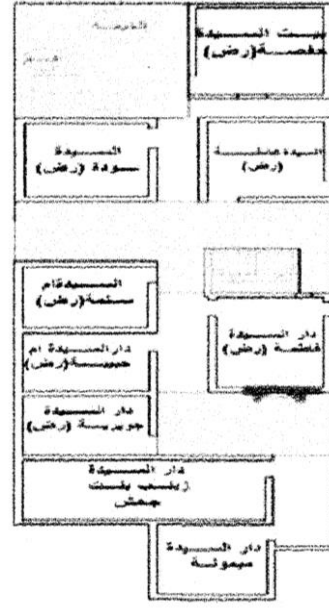 بيت السيدة
حفصة (رض)
السيدة عائشة
(رض)
السيدة
سودة (رض)
السيدة ام
سلمة (رض)
دار السيدة
فاطمة (رض)
دار السيدة ام
حبيبة (رض)
دار السيدة
جويرية (رض)
دار السيدة
زينب بنت
جحش
دار السيدة
ميمونة